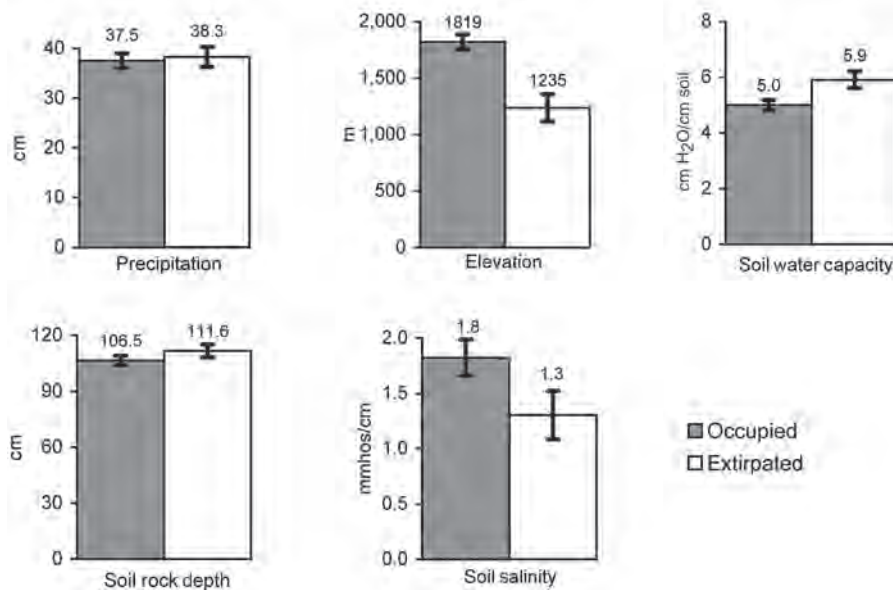 40
30
20
10
0
cm
37.5
38.3
Precipitation
2,000
1,500
1,000
500
0
m
1819
1235
Elevation
8
6
4
2
0
cm H₂O/cm soil
5.0
5.9
Soil water capacity
120
90
60
30
0
cm
106.5
111.6
Soil rock depth
2.0
1.5
1.0
0.5
0.0
mmhos/cm
1.8
1.3
Soil salinity
Occupied
Extirpated